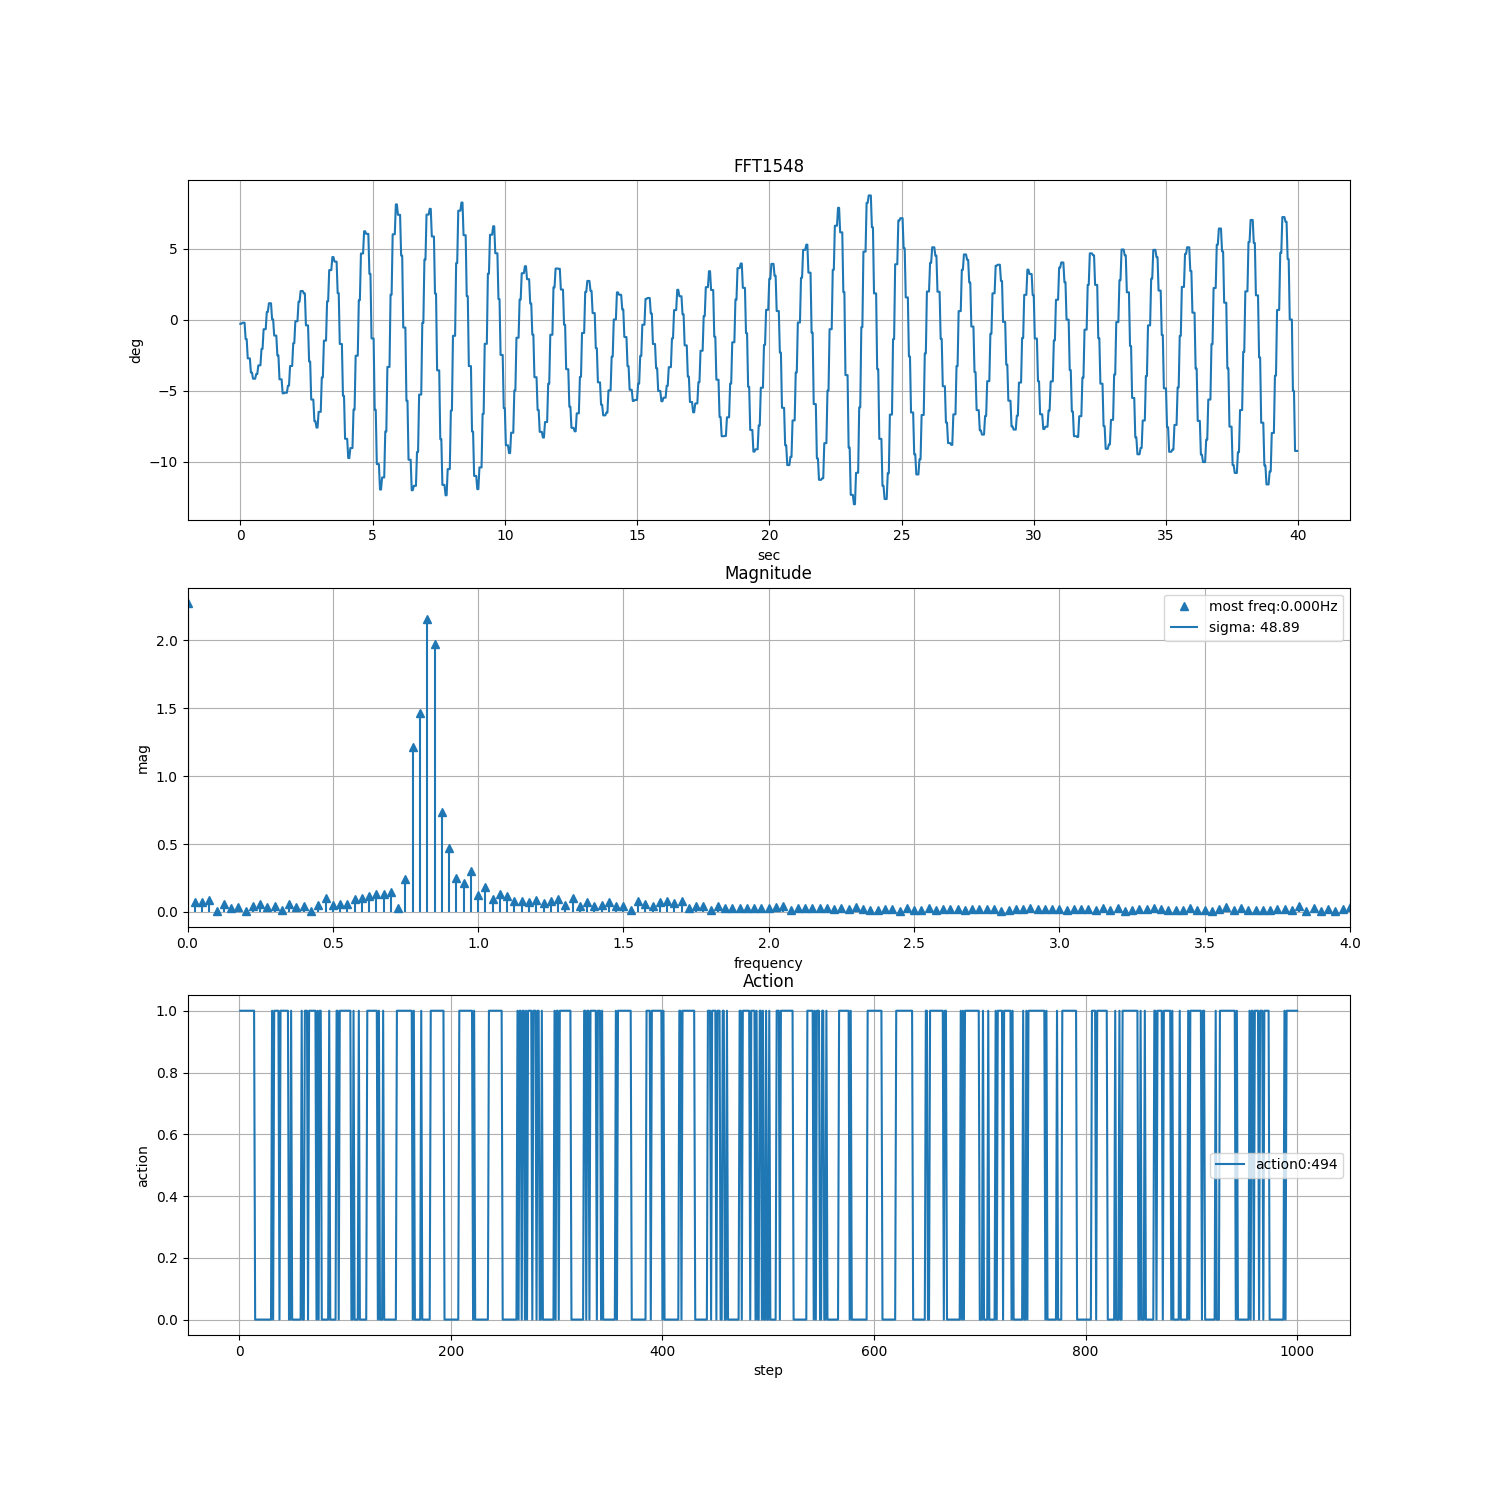 FFT1548
deg
5
0
−5
−10
0 5 10 15 20 25 30 35 40
sec
Magnitude
mag
2.0
1.5
1.0
0.5
0.0
most freq:0.000Hz
sigma: 48.89
0.0 0.5 1.0 1.5 2.0 2.5 3.0 3.5 4.0
frequency
Action
action
1.0
0.8
0.6
0.4
0.2
0.0
action0:494
0 200 400 600 800 1000
step